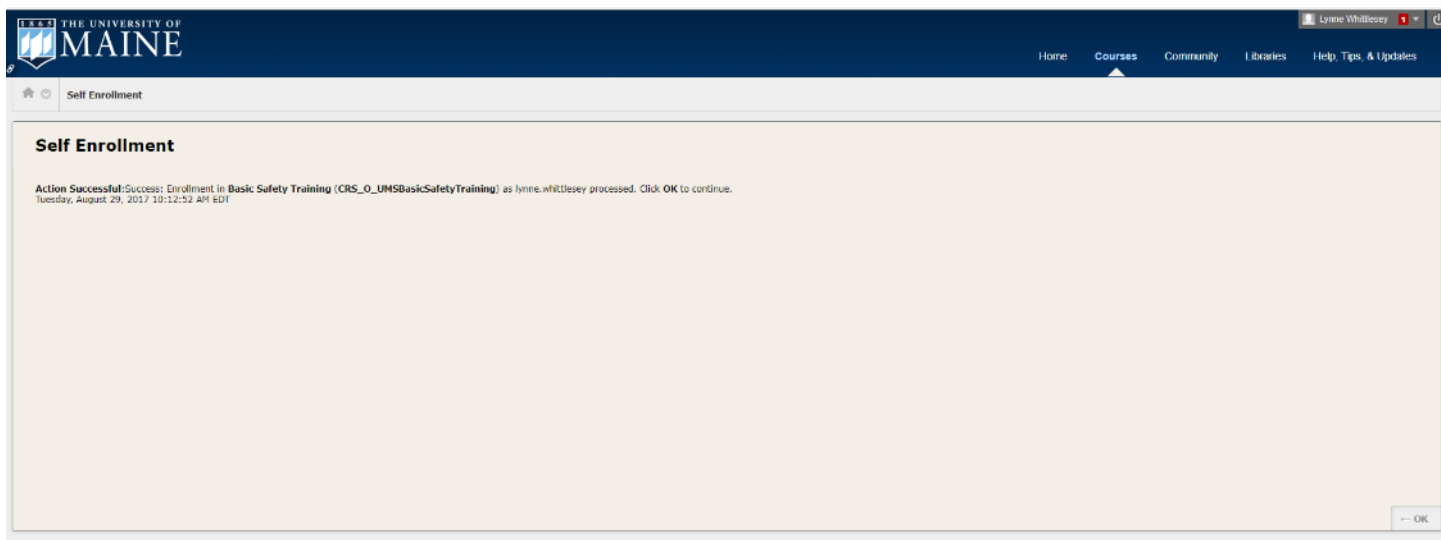 1865 THE UNIVERSITY OF
MAINE
Lynne Whittlesey 1
Home Courses Community Libraries Help, Tips, & Updates
Self Enrollment
Self Enrollment
Action Successful:Success: Enrollment in Basic Safety Training (CRS_O_UMSBasicSafetyTraining) as lynne.whittlesey processed. Click OK to continue.
Tuesday, August 29, 2017 10:12:52 AM EDT
← OK